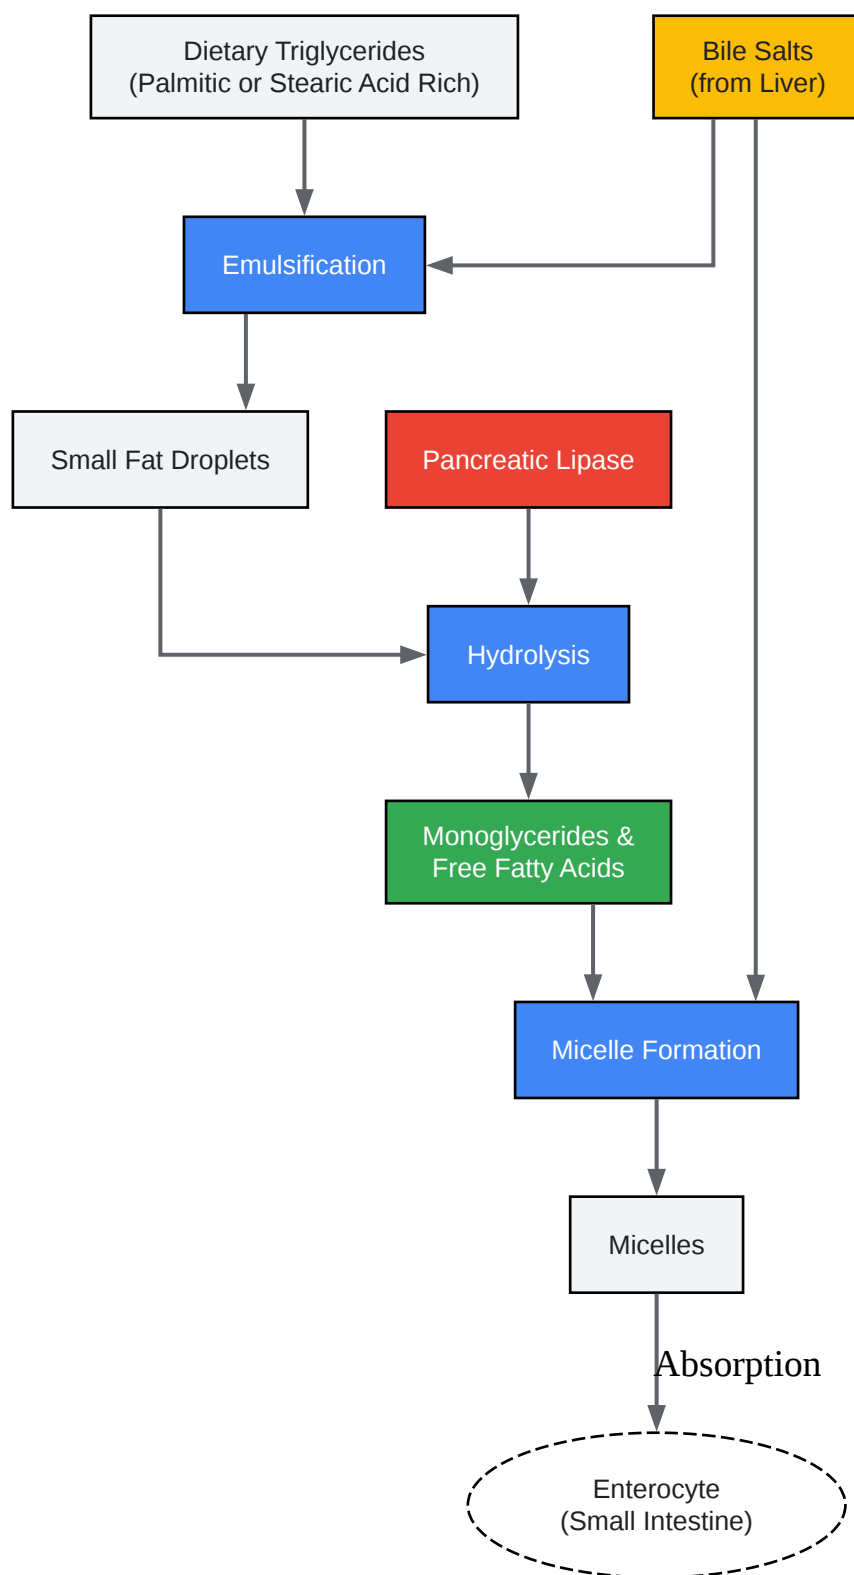 Dietary Triglycerides
(Palmitic or Stearic Acid Rich)
Bile Salts
(from Liver)
Emulsification
Small Fat Droplets
Pancreatic Lipase
Hydrolysis
Monoglycerides &
Free Fatty Acids
Micelle Formation
Micelles
Absorption
Enterocyte
(Small Intestine)